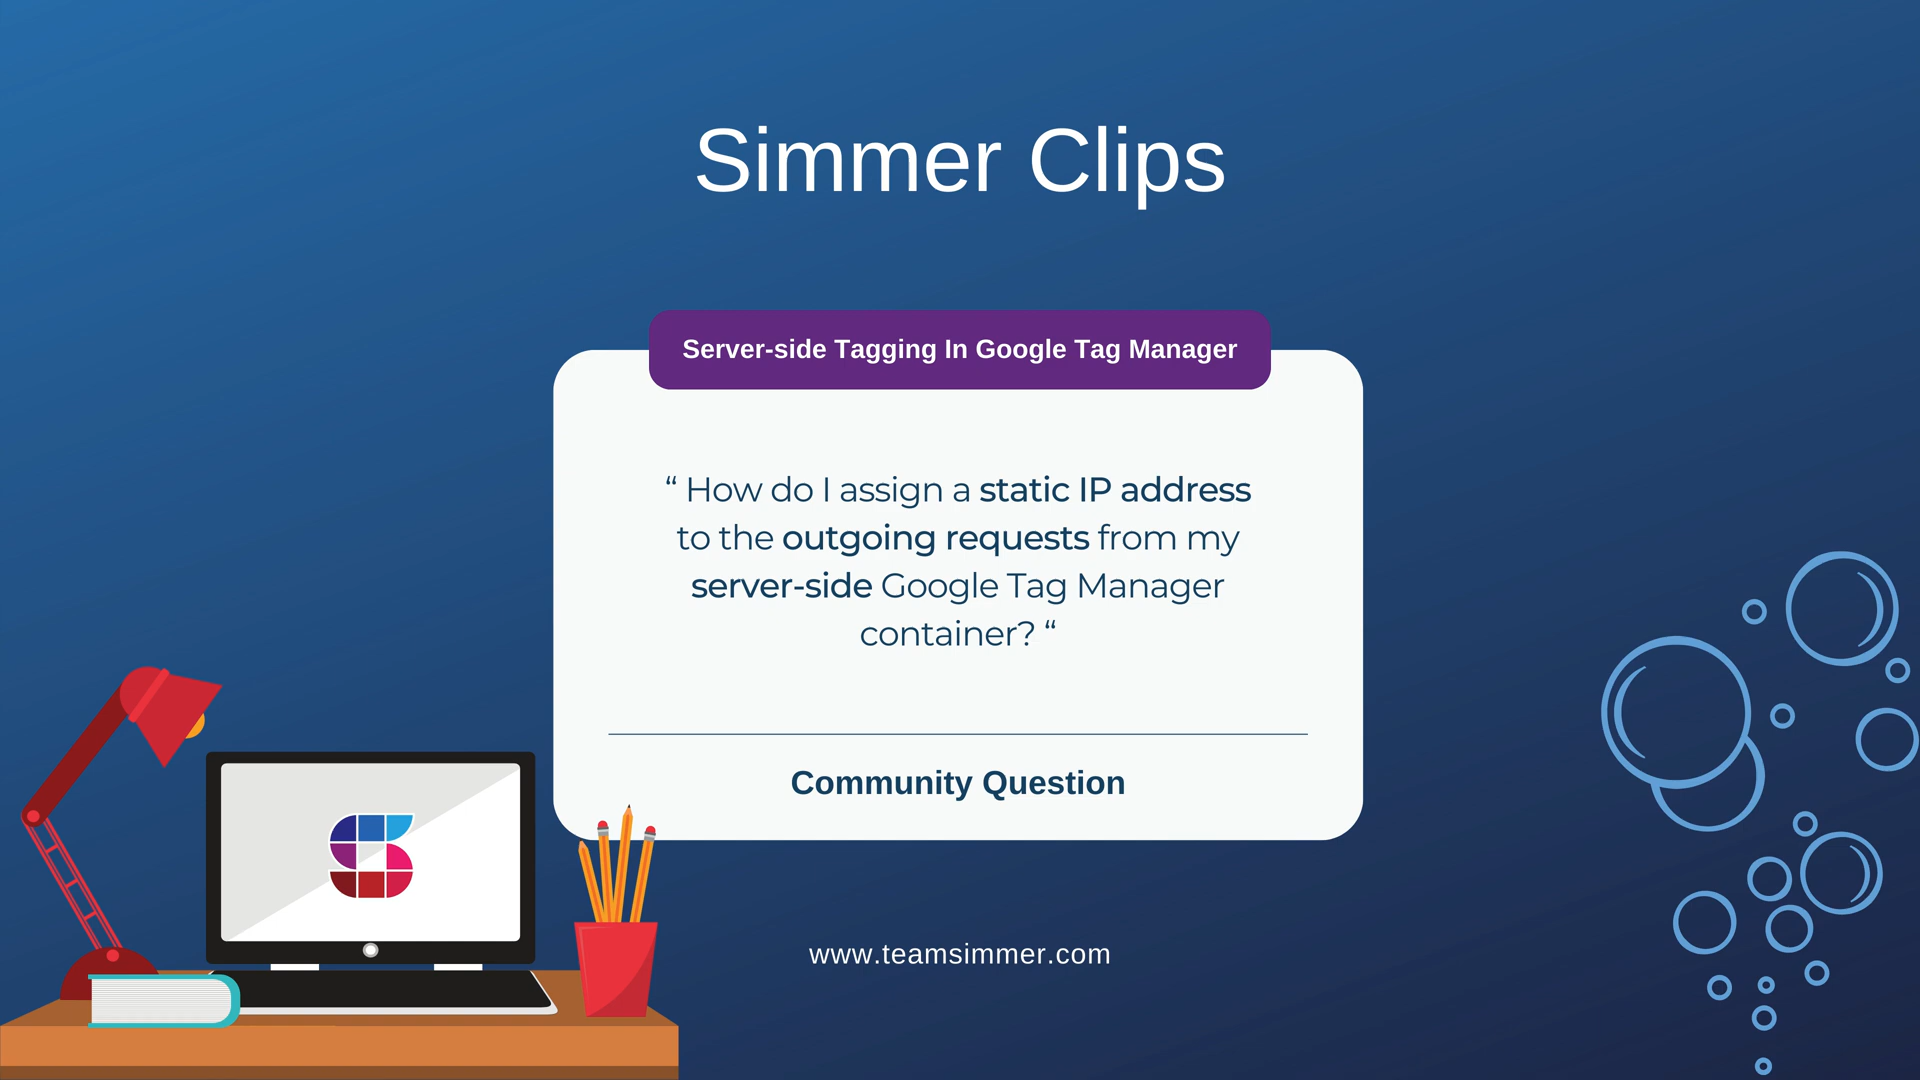 Simmer Clips
Server-side Tagging In Google Tag Manager
“ How do I assign a static IP address
to the outgoing requests from my
server-side Google Tag Manager
container? “
Community Question
www.teamsimmer.com